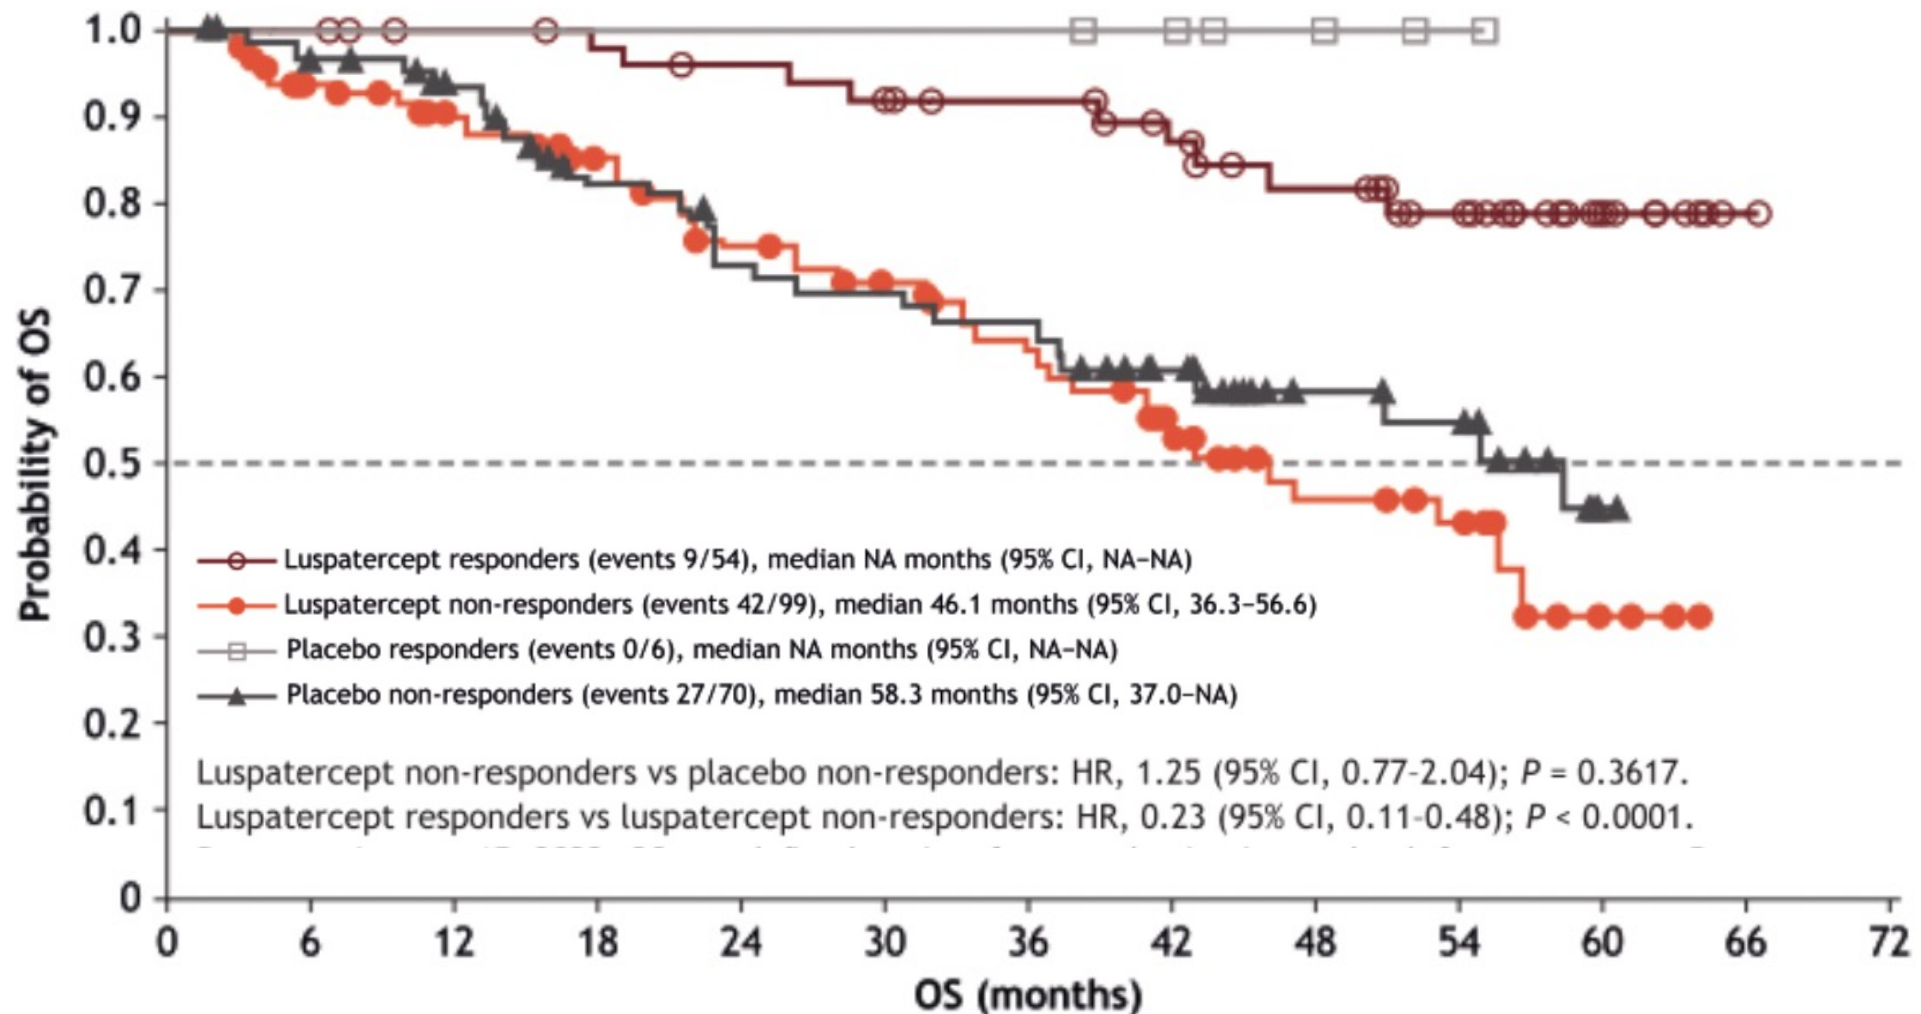 1.0
0.9
0.8
0.7
0.6
0.5
0.4
0.3
0.2
0.1
0
Probability of OS
Luspatercept responders (events 9/54), median NA months (95% CI, NA–NA)
Luspatercept non-responders (events 42/99), median 46.1 months (95% CI, 36.3–56.6)
Placebo responders (events 0/6), median NA months (95% CI, NA–NA)
Placebo non-responders (events 27/70), median 58.3 months (95% CI, 37.0–NA)
Luspatercept non-responders vs placebo non-responders: HR, 1.25 (95% CI, 0.77-2.04); P = 0.3617.
Luspatercept responders vs luspatercept non-responders: HR, 0.23 (95% CI, 0.11-0.48); P < 0.0001.
0 6 12 18 24 30 36 42 48 54 60 66 72
OS (months)